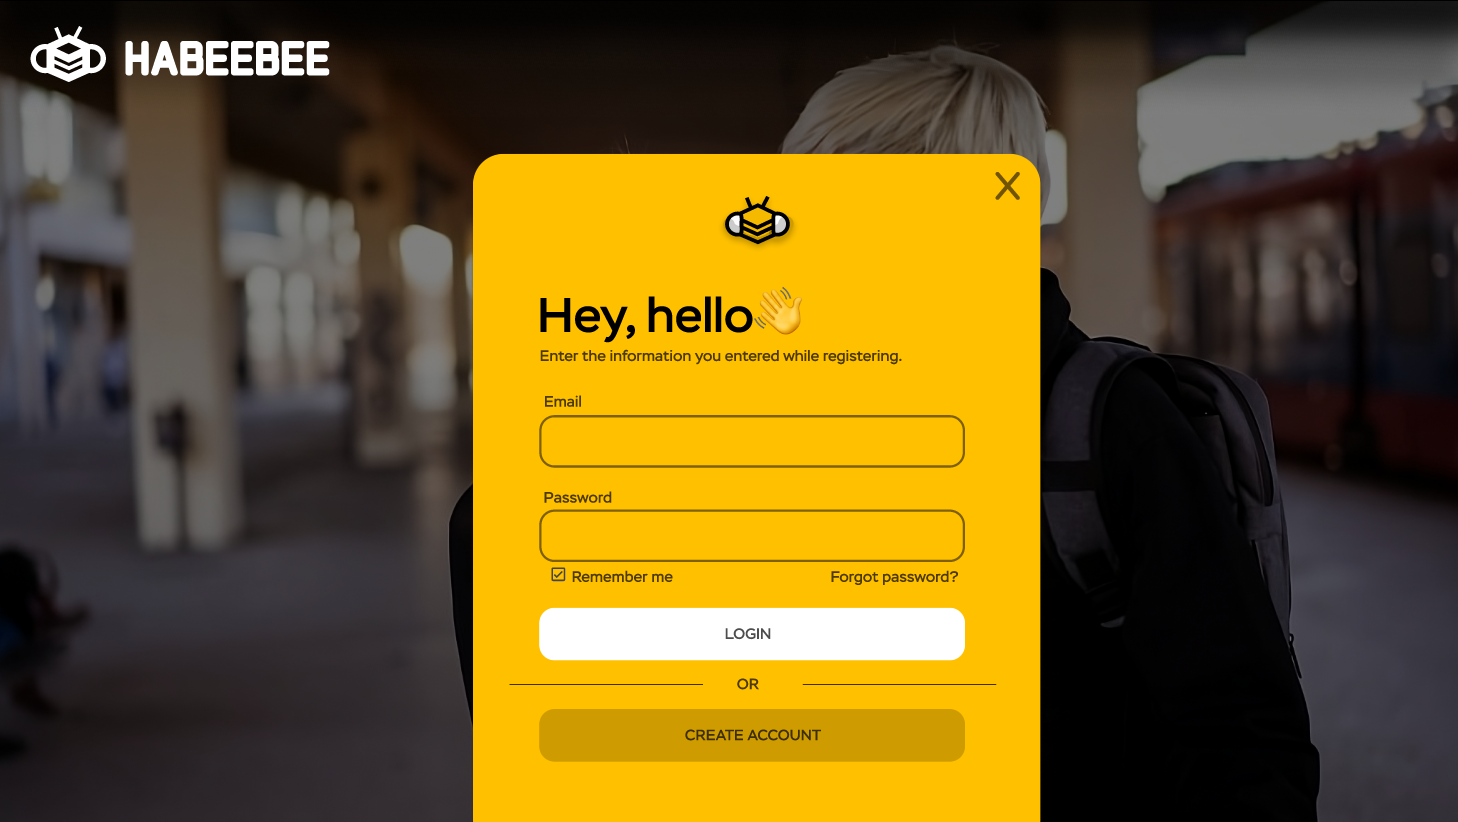 HABEEBEE
Hey, hello👋
Enter the information you entered while registering.
Email
Password
Remember me
Forgot password?
LOGIN
OR
CREATE ACCOUNT